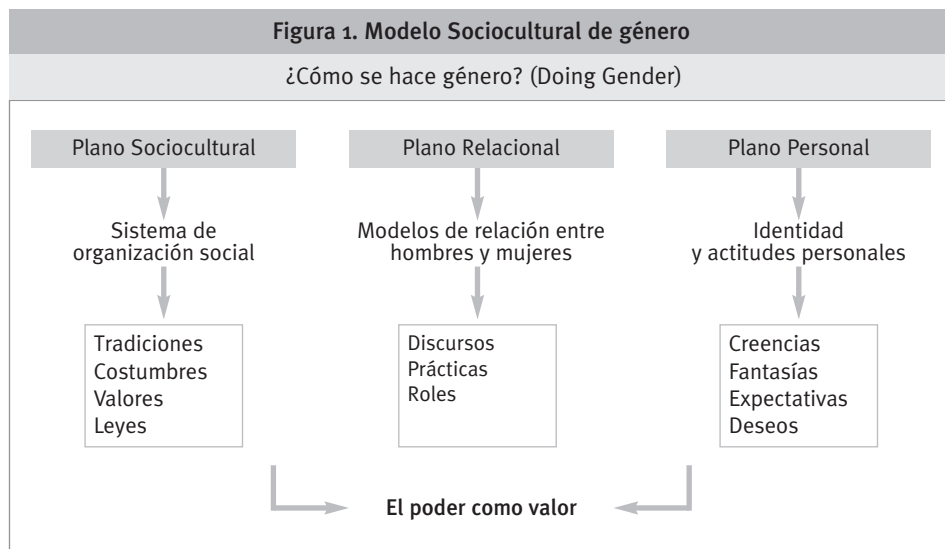 Figura 1. Modelo Sociocultural de género
¿Cómo se hace género? (Doing Gender)
Plano Sociocultural
Sistema de
organización social
Tradiciones
Costumbres
Valores
Leyes
Plano Relacional
Modelos de relación entre
hombres y mujeres
Discursos
Prácticas
Roles
Plano Personal
Identidad
y actitudes personales
Creencias
Fantasías
Expectativas
Deseos
El poder como valor